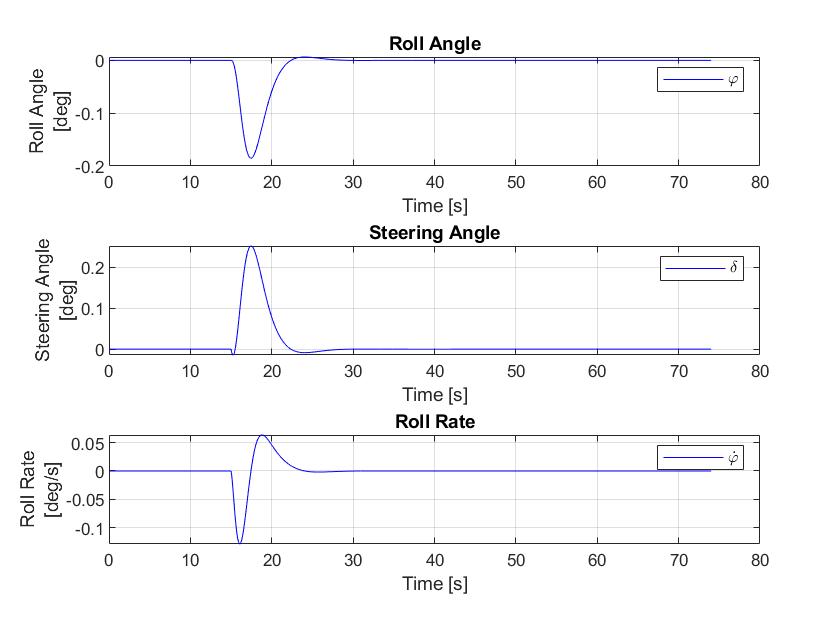 Roll Angle
Roll Angle
[deg]
0
-0.1
-0.2
φ
0 10 20 30 40 50 60 70 80
Time [s]
Steering Angle
Steering Angle
[deg]
0.2
0.1
0
δ
0 10 20 30 40 50 60 70 80
Time [s]
Roll Rate
Roll Rate
[deg/s]
0.05
0
-0.05
-0.1
φ̇
0 10 20 30 40 50 60 70 80
Time [s]